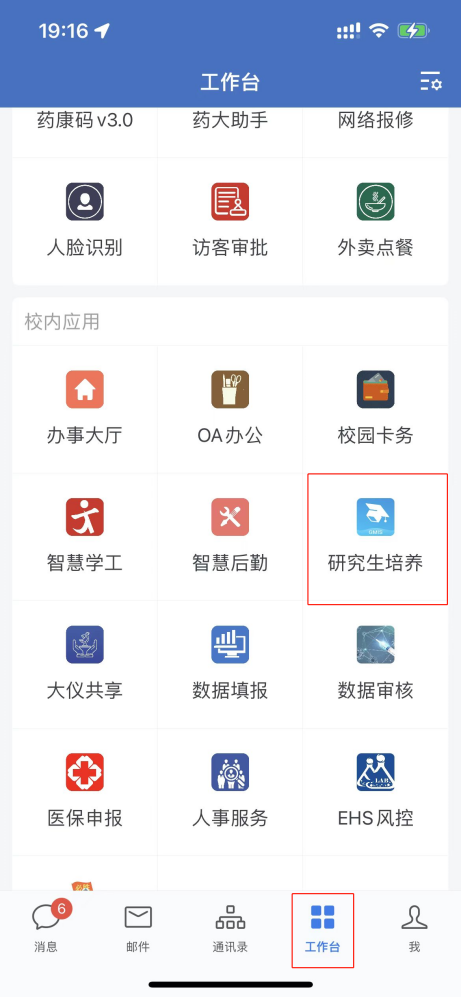 19:16
工作台
药康码v3.0 药大助手 网络报修
人脸识别 访客审批 外卖点餐
校内应用
办事大厅 OA办公 校园卡务
智慧学工 智慧后勤 研究生培养
大仪共享 数据填报 数据审核
医保申报 人事服务 EHS风控
6
消息 邮件 通讯录 工作台 我